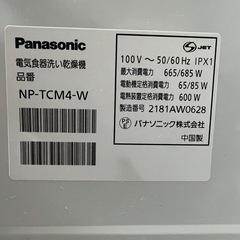 Panasonic
電気食器洗い乾燥機
品番
NP-TCM4-W
JET
100 V ～ 50/60 Hz IPX1
最大消費電力 665/685 W
電動機定格消費電力 65/85 W
電熱装置定格消費電力 600 W
製造番号 2181AW0628
パナソニック株式会社
中国製